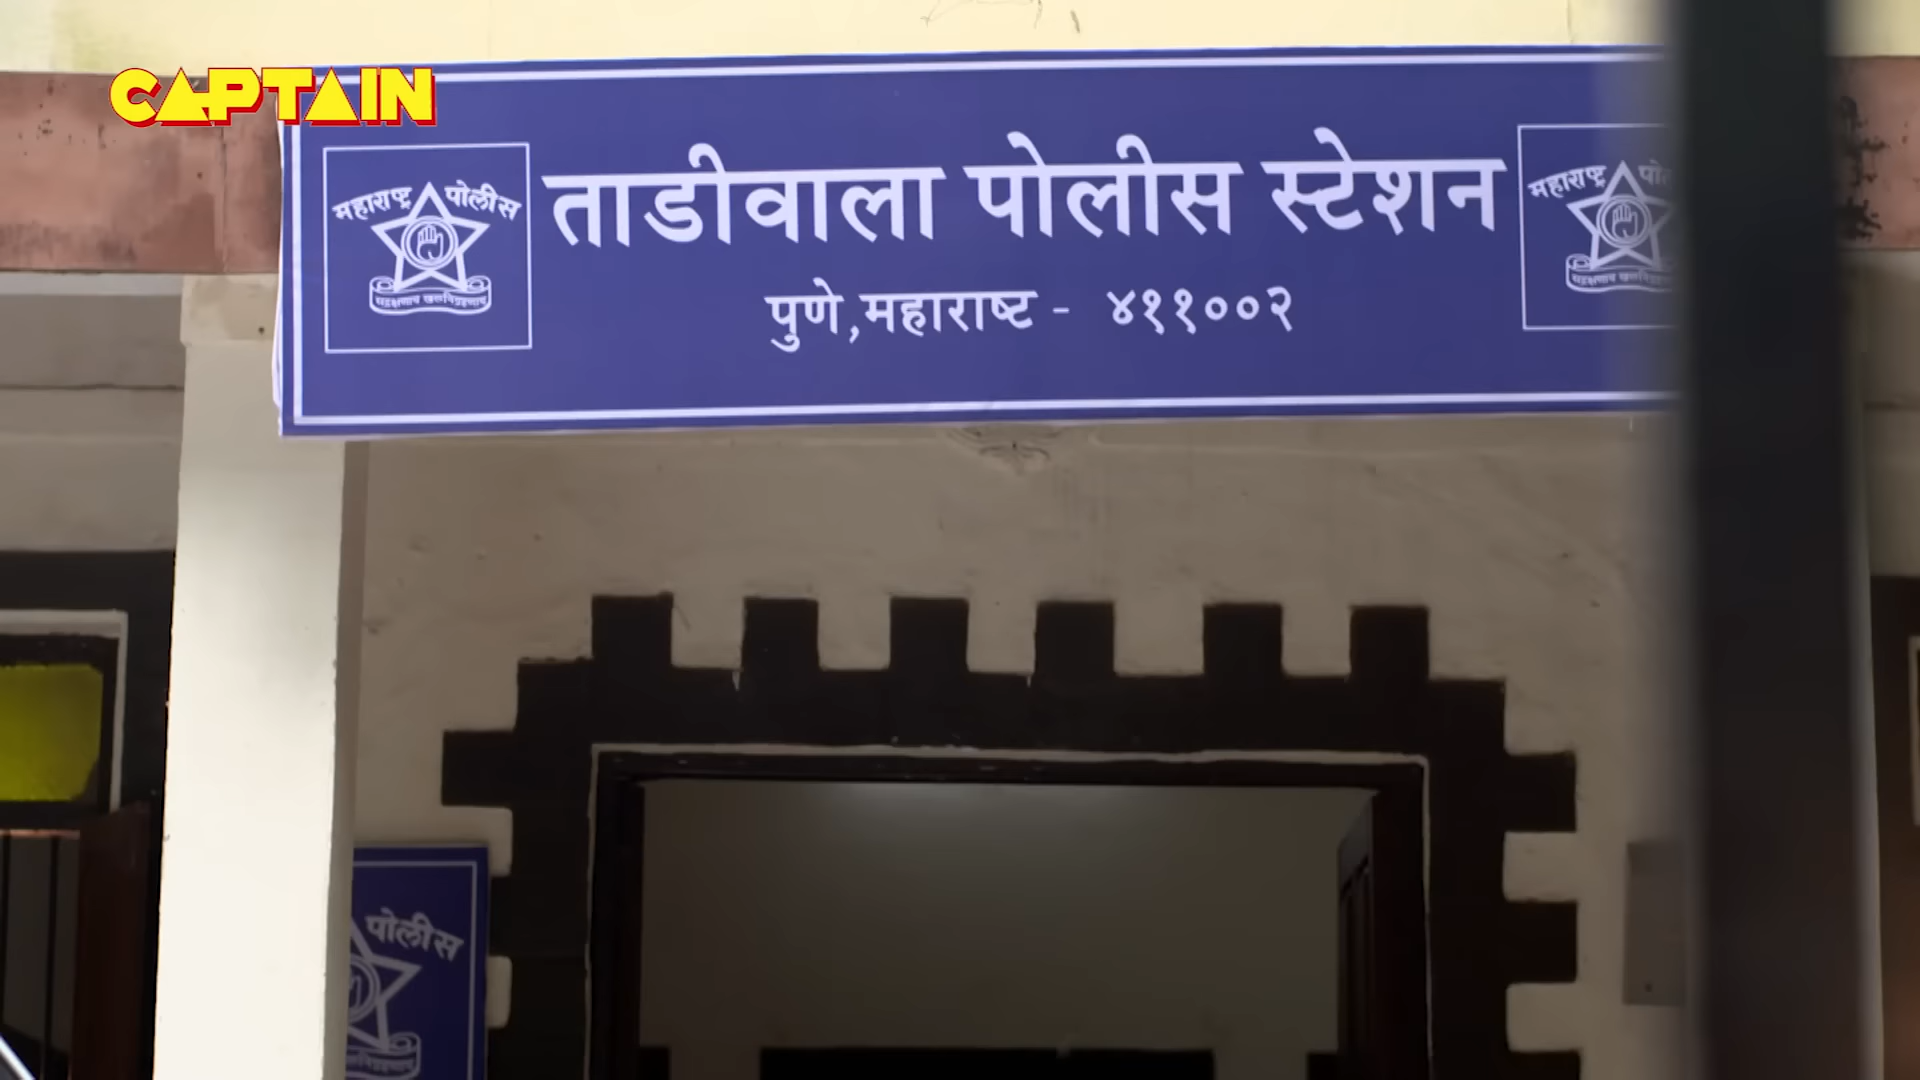 CAPTAIN
महाराष्ट्र पोलीस
ताडीवाला पोलीस स्टेशन
पुणे,महाराष्ट - ४११००२
महाराष्ट्र
पोलीस